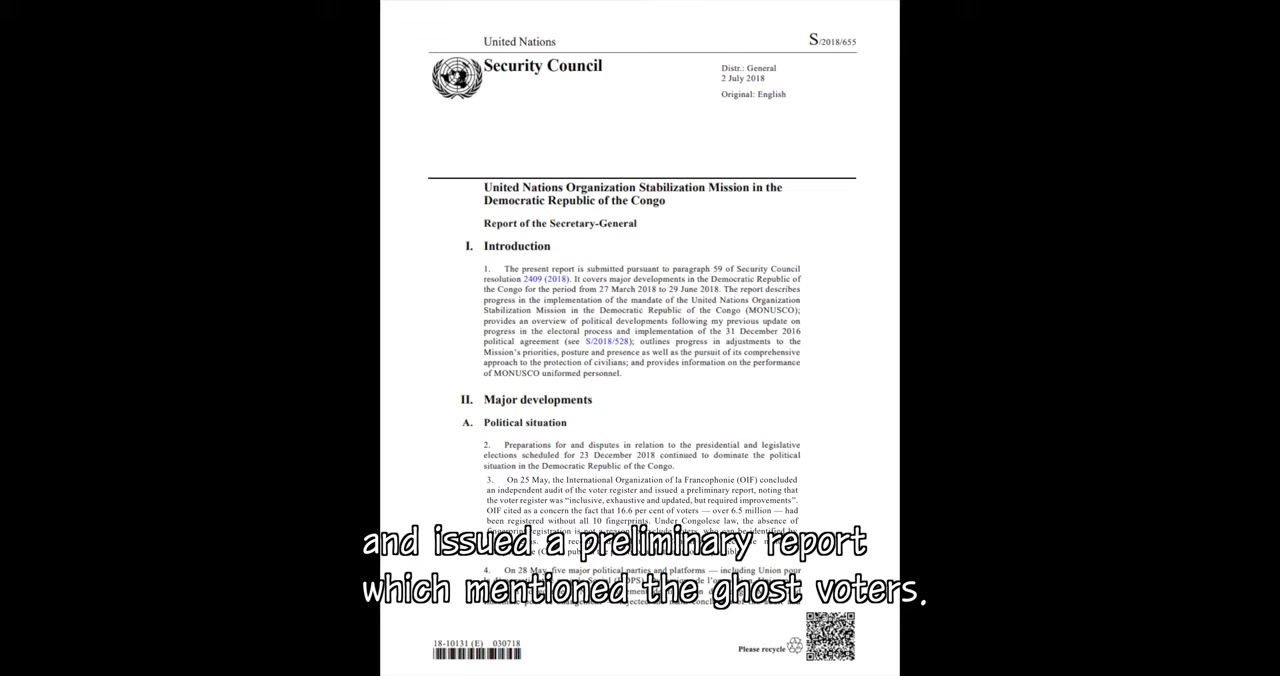 United Nations
S/2018/655
Security Council
Distr.: General
2 July 2018
Original: English
United Nations Organization Stabilization Mission in the
Democratic Republic of the Congo
Report of the Secretary-General
I. Introduction
1. The present report is submitted pursuant to paragraph 59 of Security Council
resolution 2409 (2018). It covers major developments in the Democratic Republic of
the Congo for the period from 27 March 2018 to 29 June 2018. The report describes
progress in the implementation of the mandate of the United Nations Organization
Stabilization Mission in the Democratic Republic of the Congo (MONUSCO);
provides an overview of political developments following my previous update on
progress in the electoral process and implementation of the 31 December 2016
political agreement (see S/2018/528); outlines progress in adjustments to the
Mission's priorities, posture and presence as well as the pursuit of its comprehensive
approach to the protection of civilians; and provides information on the performance
of MONUSCO uniformed personnel.
II. Major developments
A. Political situation
2. Preparations for and disputes in relation to the presidential and legislative
elections scheduled for 23 December 2018 continued to dominate the political
situation in the Democratic Republic of the Congo.
3. On 25 May, the International Organization of la Francophonie (OIF) concluded
an independent audit of the voter register and issued a preliminary report, noting that
the voter register was "inclusive, exhaustive and updated, but required improvements".
OIF cited as a concern the fact that 16.6 per cent of voters — over 6.5 million — had
been registered without all 10 fingerprints. Under Congolese law, the absence of
and issued a preliminary report
4. On 28 May, five major political parties and platforms — including Union pour
which mentioned the ghost voters.
18-10131 (E) 030718
Please recycle